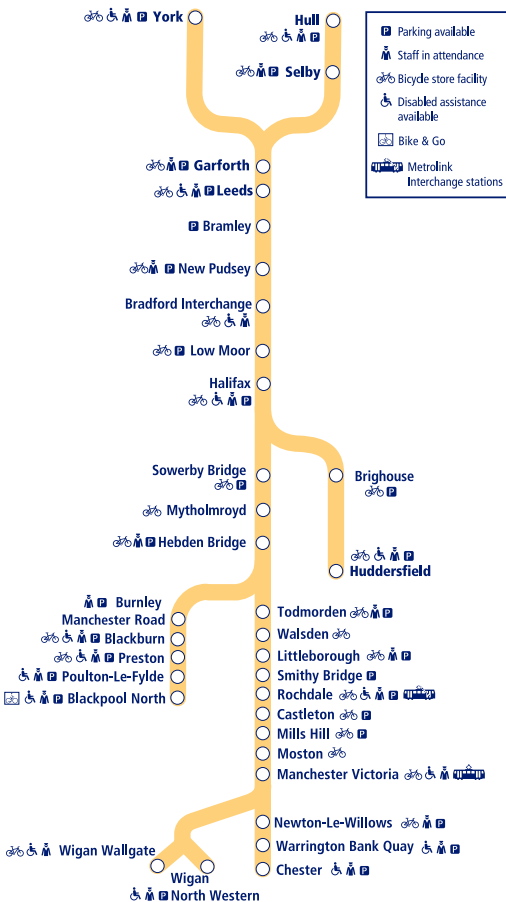 York
Hull
P
P
P Selby
P Parking available
Staff in attendance
Bicycle store facility
Disabled assistance
available
Bike & Go
Metrolink
Interchange stations
P Garforth
P Leeds
P Bramley
P New Pudsey
Bradford Interchange
P Low Moor
Halifax
P
Sowerby Bridge
P
Brighouse
P
Mytholmroyd
P Hebden Bridge
P
Huddersfield
P Burnley
Manchester Road
P Blackburn
P Preston
P Poulton-Le-Fylde
P Blackpool North
Todmorden P
Walsden
Littleborough P
Smithy Bridge P
Rochdale P
Castleton P
Mills Hill P
Moston
Manchester Victoria
Newton-Le-Willows P
Warrington Bank Quay P
Chester P
Wigan Wallgate
Wigan
P North Western